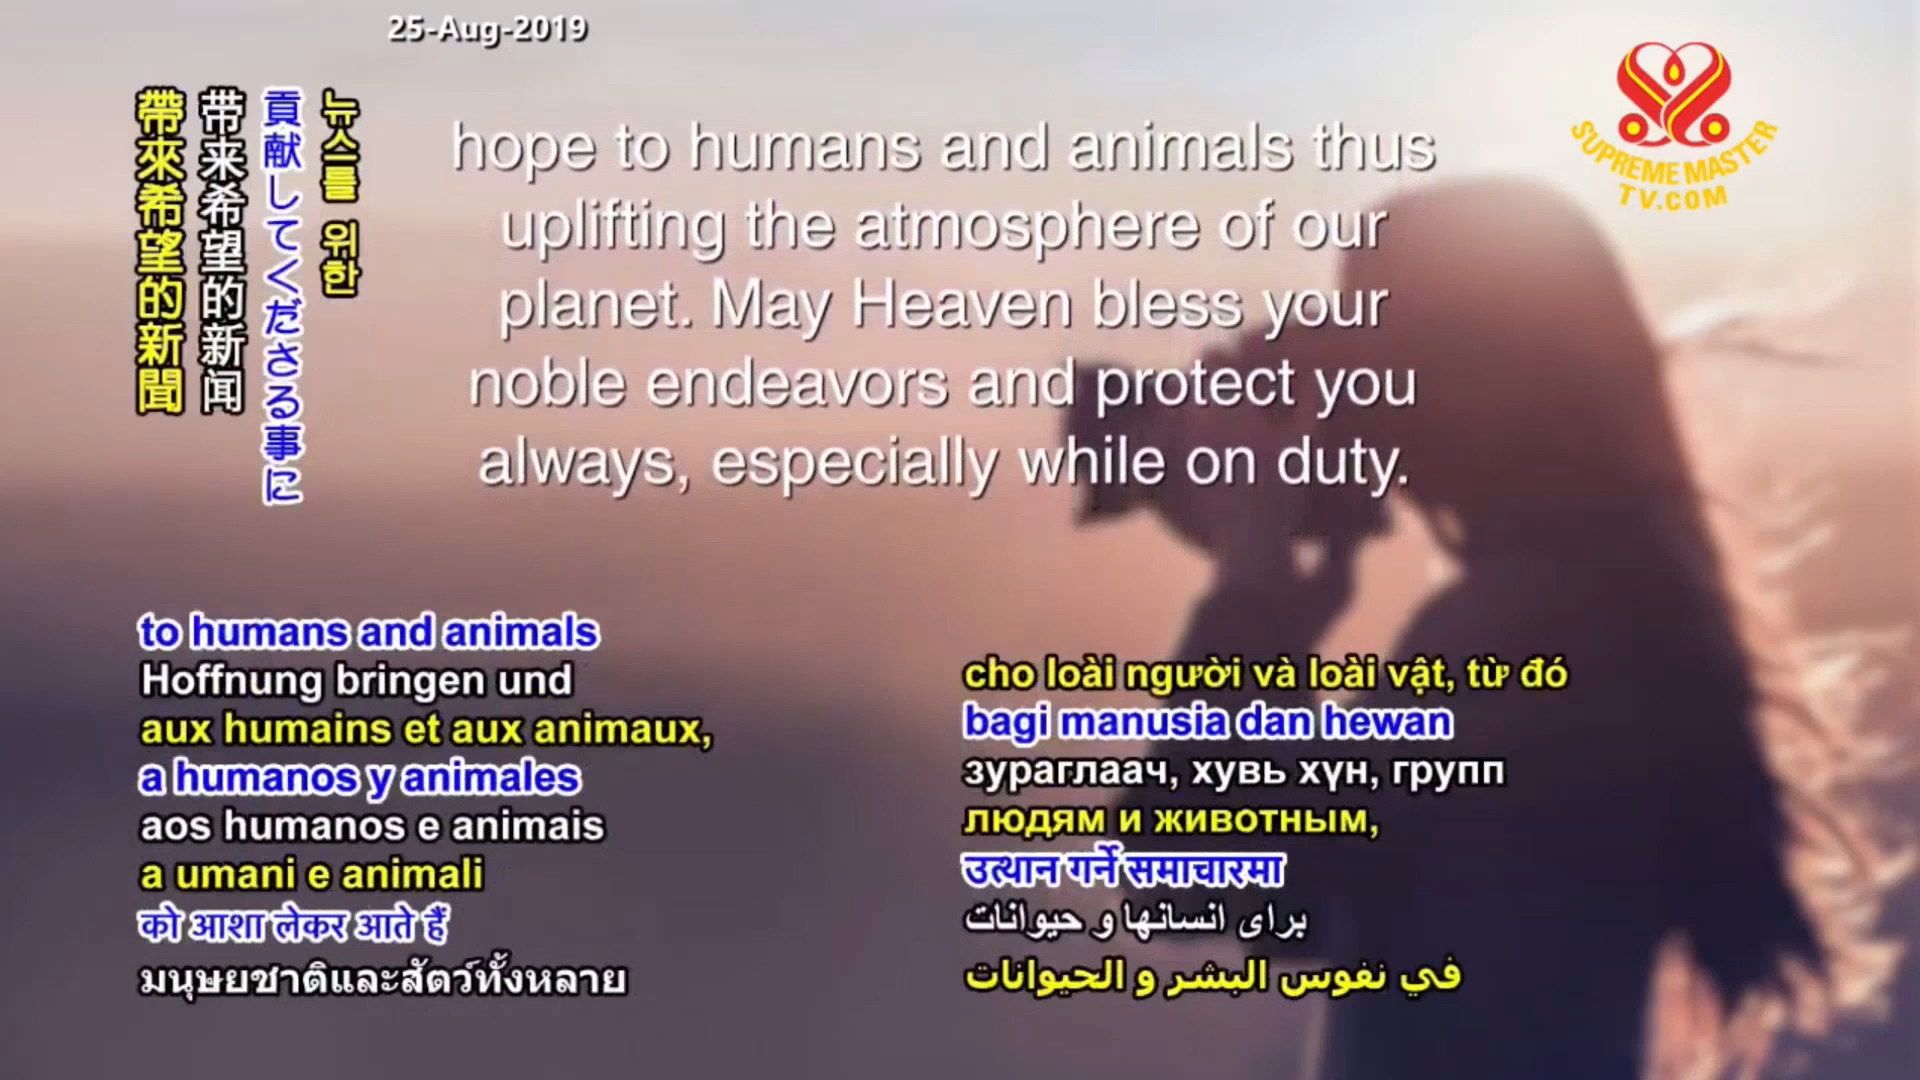 25-Aug-2019
SUPREME MASTER
TV.COM
帶來希望的新聞
带来希望的新闻
貢献してくださる事に
뉴스를 위한
hope to humans and animals thus
uplifting the atmosphere of our
planet. May Heaven bless your
noble endeavors and protect you
always, especially while on duty.
to humans and animals
Hoffnung bringen und
aux humains et aux animaux,
a humanos y animales
aos humanos e animais
a umani e animali
को आशा लेकर आते हैं
มนุษยชาติและสัตว์ทั้งหลาย
cho loài người và loài vật, từ đó
bagi manusia dan hewan
зураглаач, хувь хүн, групп
людям и животным,
उत्थान गर्ने समाचारमा
برای انسانها و حیوانات
في نفوس البشر و الحيوانات